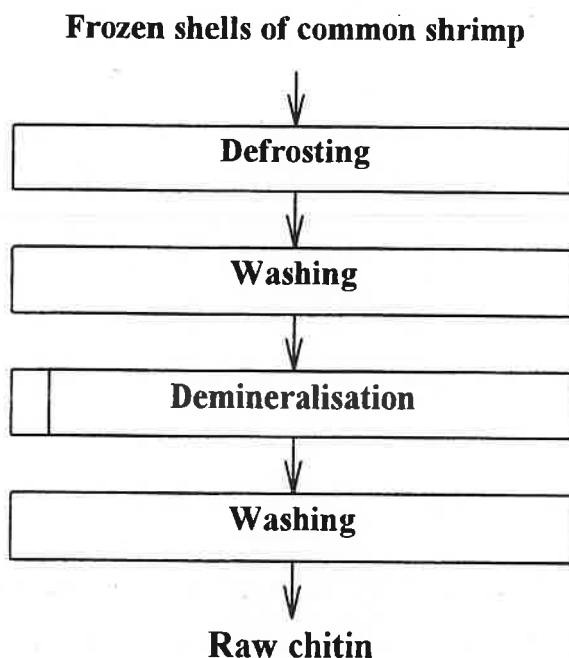 Frozen shells of common shrimp
Defrosting
Washing
Demineralisation
Washing
Raw chitin